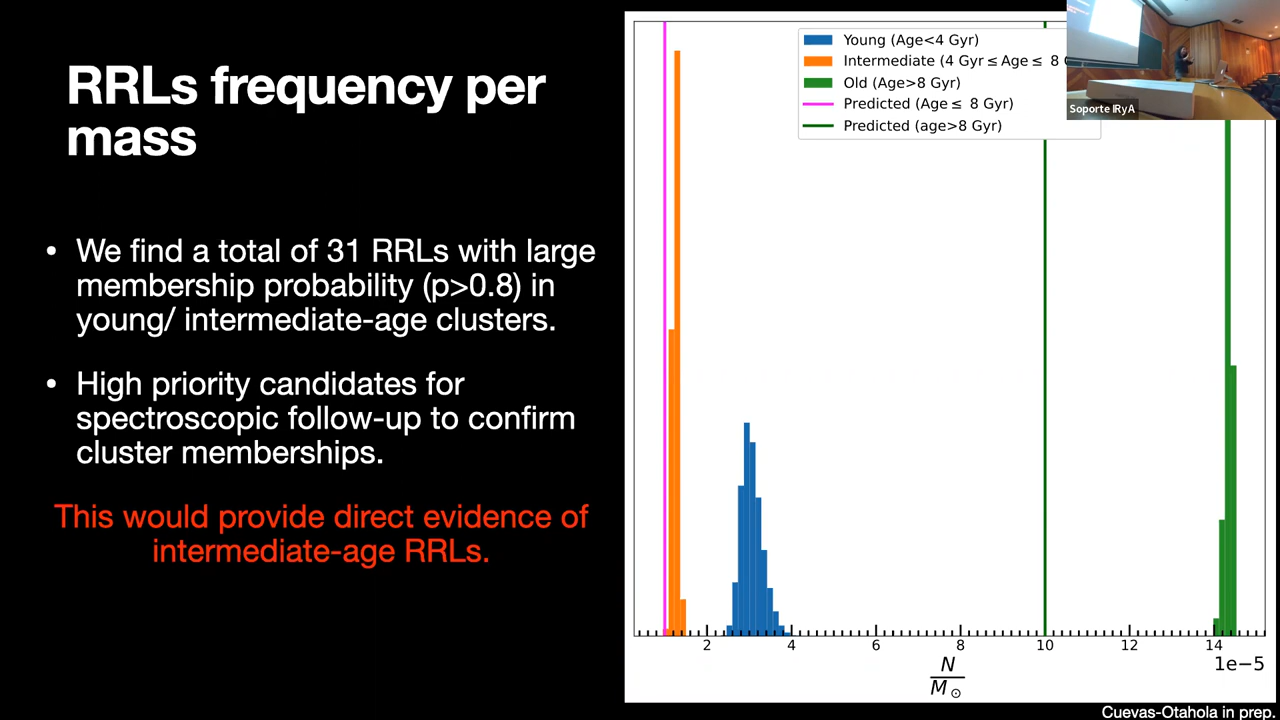 RRLs frequency per
mass
• We find a total of 31 RRLs with large
membership probability (p>0.8) in
young/ intermediate-age clusters.
• High priority candidates for
spectroscopic follow-up to confirm
cluster memberships.
This would provide direct evidence of
intermediate-age RRLs.
Young (Age<4 Gyr)
Intermediate (4 Gyr ≤ Age ≤ 8
Old (Age>8 Gyr)
Predicted (Age ≤ 8 Gyr)
Predicted (age>8 Gyr)
Soporte IRyA
2 4 6 8 10 12 14
1e−5
N
M⊙
Cuevas-Otahola in prep.